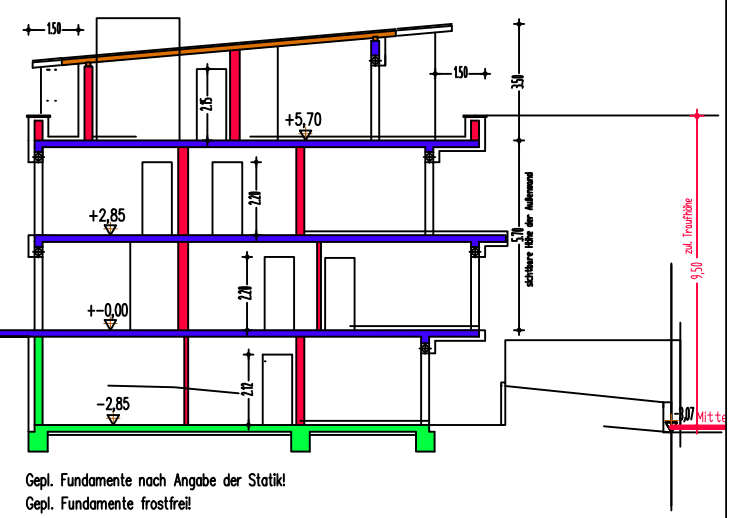 1.50
1.50
3.50
2.15
+5,70
2.20
+2,85
5.70
sichtbare Höhe der Außenwand
zul. Traufhöhe
9,50
2.20
+-0,00
2.12
-2,85
-3,07
Mitte
Gepl. Fundamente nach Angabe der Statik!
Gepl. Fundamente frostfrei!